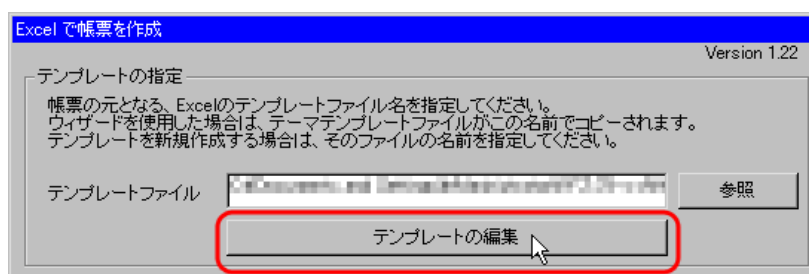 Excel で帳票を作成
Version 1.22
テンプレートの指定
帳票の元となる、Excelのテンプレートファイル名を指定してください。
ウィザードを使用した場合は、テーマテンプレートファイルがこの名前でコピーされます。
テンプレートを新規作成する場合は、そのファイルの名前を指定してください。
テンプレートファイル
参照
テンプレートの編集